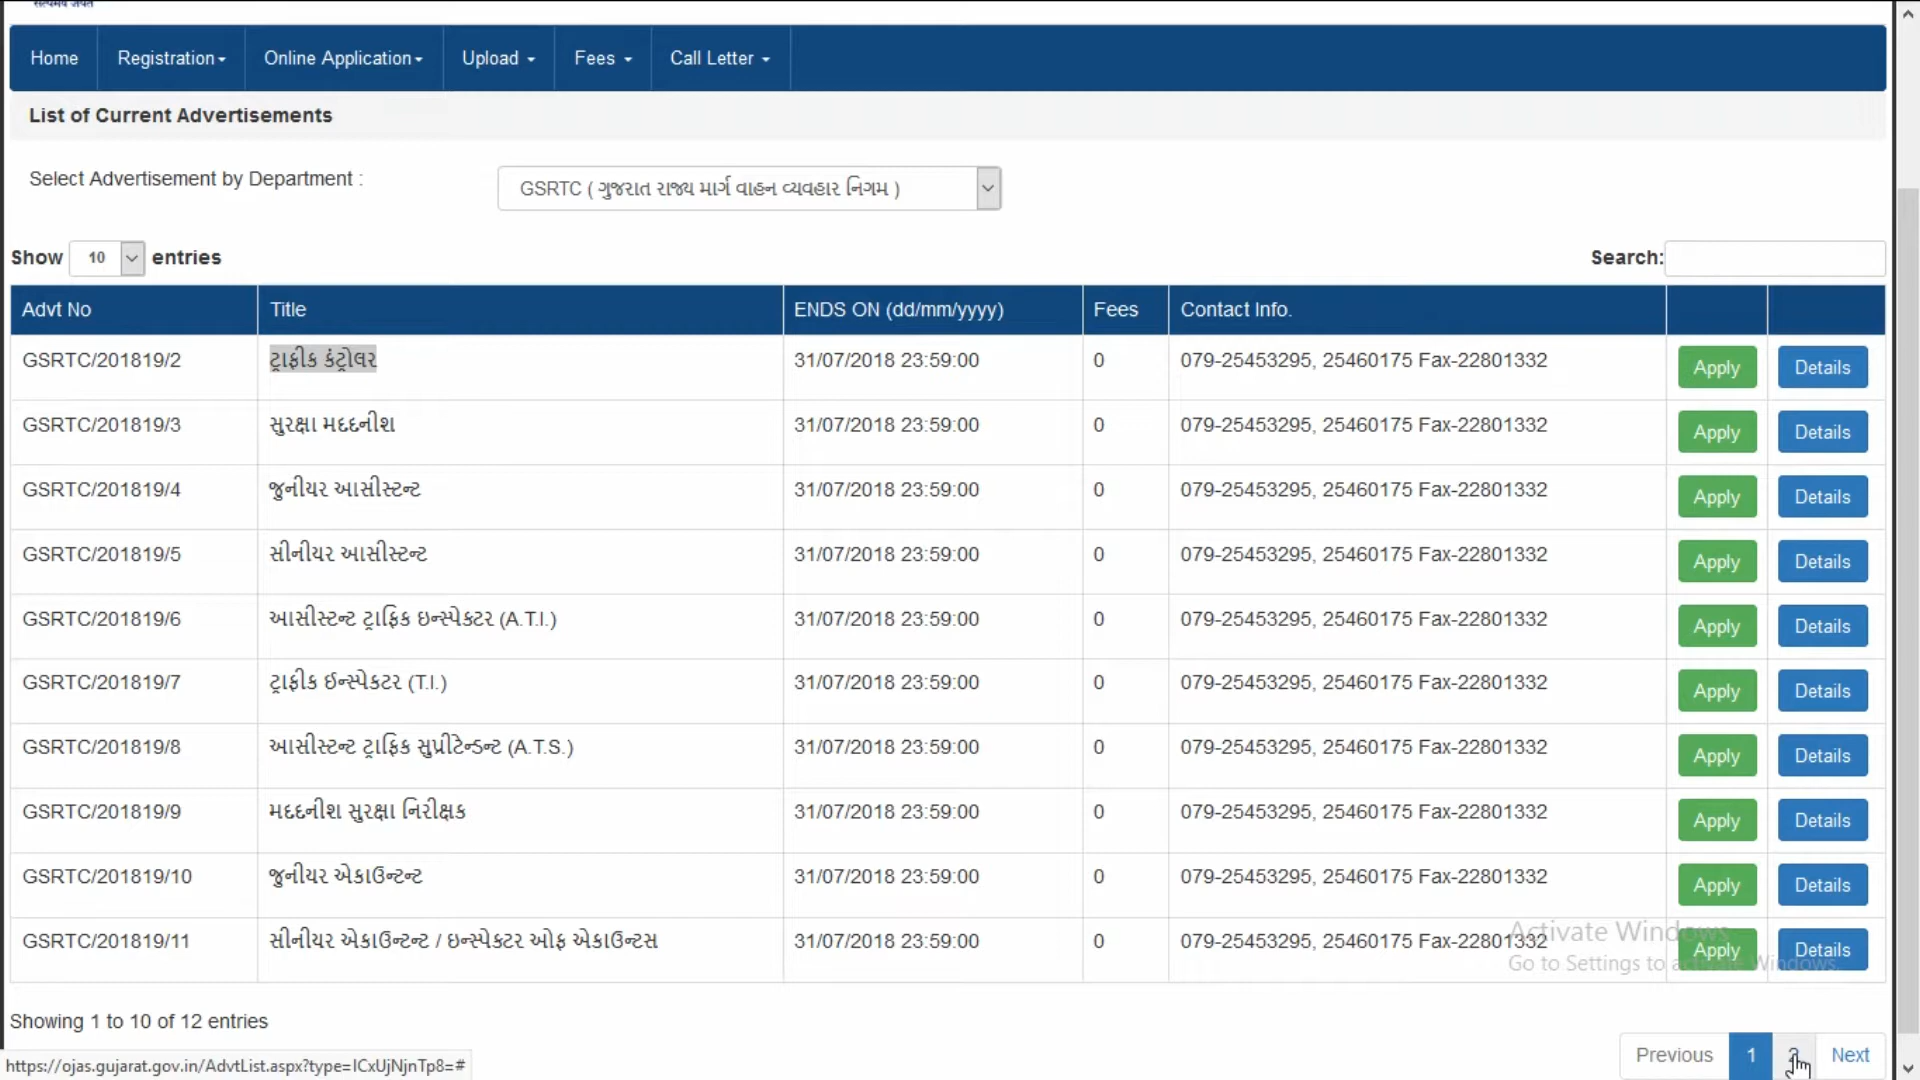 सत्यमेव जयते
Home Registration Online Application Upload Fees Call Letter
List of Current Advertisements
Select Advertisement by Department : GSRTC ( ગુજરાત રાજ્ય માર્ગ વાહન વ્યવહાર નિગમ )
Show 10 entries Search:
Advt No Title ENDS ON (dd/mm/yyyy) Fees Contact Info.
GSRTC/201819/2 ટ્રાફીક કંટ્રોલર 31/07/2018 23:59:00 0 079-25453295, 25460175 Fax-22801332 Apply Details
GSRTC/201819/3 સુરક્ષા મદદનીશ 31/07/2018 23:59:00 0 079-25453295, 25460175 Fax-22801332 Apply Details
GSRTC/201819/4 જુનીયર આસીસ્ટન્ટ 31/07/2018 23:59:00 0 079-25453295, 25460175 Fax-22801332 Apply Details
GSRTC/201819/5 સીનીયર આસીસ્ટન્ટ 31/07/2018 23:59:00 0 079-25453295, 25460175 Fax-22801332 Apply Details
GSRTC/201819/6 આસીસ્ટન્ટ ટ્રાફિક ઇન્સ્પેક્ટર (A.T.I.) 31/07/2018 23:59:00 0 079-25453295, 25460175 Fax-22801332 Apply Details
GSRTC/201819/7 ટ્રાફીક ઈન્સ્પેકટર (T.I.) 31/07/2018 23:59:00 0 079-25453295, 25460175 Fax-22801332 Apply Details
GSRTC/201819/8 આસીસ્ટન્ટ ટ્રાફિક સુપ્રીટેન્ડન્ટ (A.T.S.) 31/07/2018 23:59:00 0 079-25453295, 25460175 Fax-22801332 Apply Details
GSRTC/201819/9 મદદનીશ સુરક્ષા નિરીક્ષક 31/07/2018 23:59:00 0 079-25453295, 25460175 Fax-22801332 Apply Details
GSRTC/201819/10 જુનીયર એકાઉન્ટન્ટ 31/07/2018 23:59:00 0 079-25453295, 25460175 Fax-22801332 Apply Details
GSRTC/201819/11 સીનીયર એકાઉન્ટન્ટ / ઇન્સ્પેક્ટર ઓફ એકાઉન્ટસ 31/07/2018 23:59:00 0 079-25453295, 25460175 Fax-22801332 Apply Details
Activate Windows
Go to Settings to activate Windows.
Showing 1 to 10 of 12 entries
Previous 1 2 Next
https://ojas.gujarat.gov.in/AdvtList.aspx?type=lCxUjNjnTp8=#